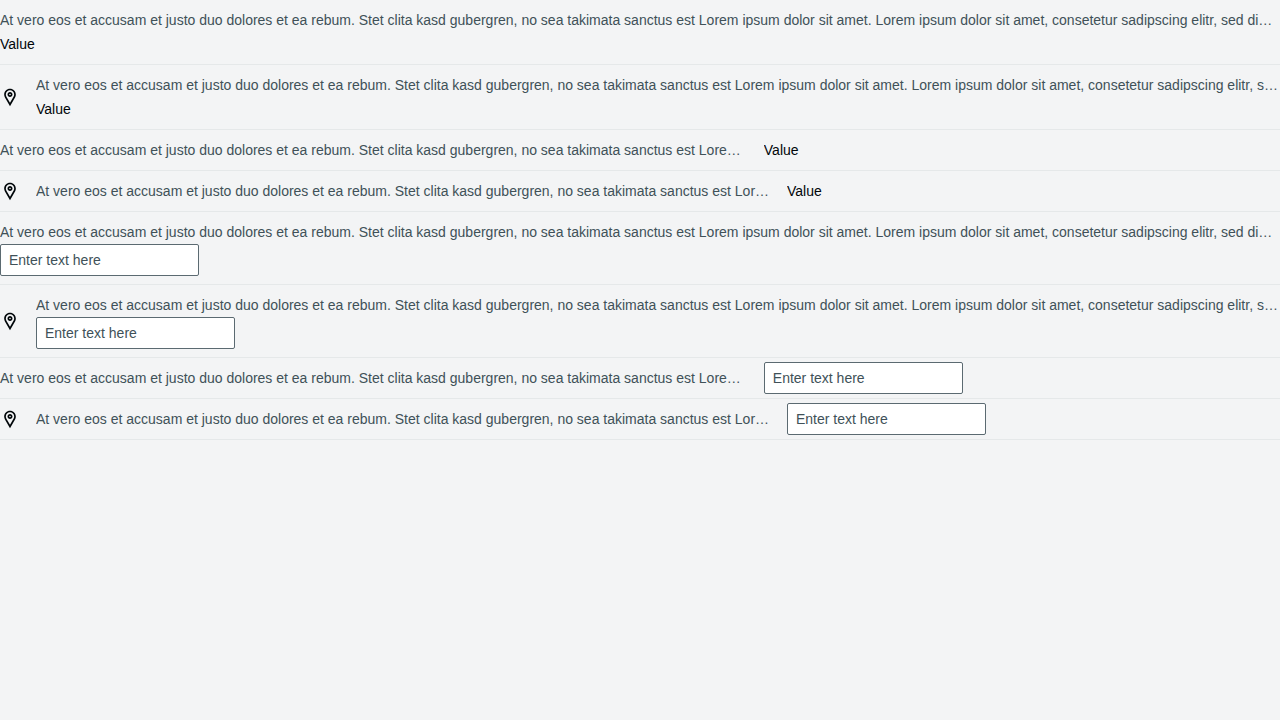 At vero eos et accusam et justo duo dolores et ea rebum. Stet clita kasd gubergren, no sea takimata sanctus est Lorem ipsum dolor sit amet. Lorem ipsum dolor sit amet, consetetur sadipscing elitr, sed di…
Value
At vero eos et accusam et justo duo dolores et ea rebum. Stet clita kasd gubergren, no sea takimata sanctus est Lorem ipsum dolor sit amet. Lorem ipsum dolor sit amet, consetetur sadipscing elitr, s…
Value
At vero eos et accusam et justo duo dolores et ea rebum. Stet clita kasd gubergren, no sea takimata sanctus est Lore… Value
At vero eos et accusam et justo duo dolores et ea rebum. Stet clita kasd gubergren, no sea takimata sanctus est Lor… Value
At vero eos et accusam et justo duo dolores et ea rebum. Stet clita kasd gubergren, no sea takimata sanctus est Lorem ipsum dolor sit amet. Lorem ipsum dolor sit amet, consetetur sadipscing elitr, sed di…
Enter text here
At vero eos et accusam et justo duo dolores et ea rebum. Stet clita kasd gubergren, no sea takimata sanctus est Lorem ipsum dolor sit amet. Lorem ipsum dolor sit amet, consetetur sadipscing elitr, s…
Enter text here
At vero eos et accusam et justo duo dolores et ea rebum. Stet clita kasd gubergren, no sea takimata sanctus est Lore… Enter text here
At vero eos et accusam et justo duo dolores et ea rebum. Stet clita kasd gubergren, no sea takimata sanctus est Lor… Enter text here